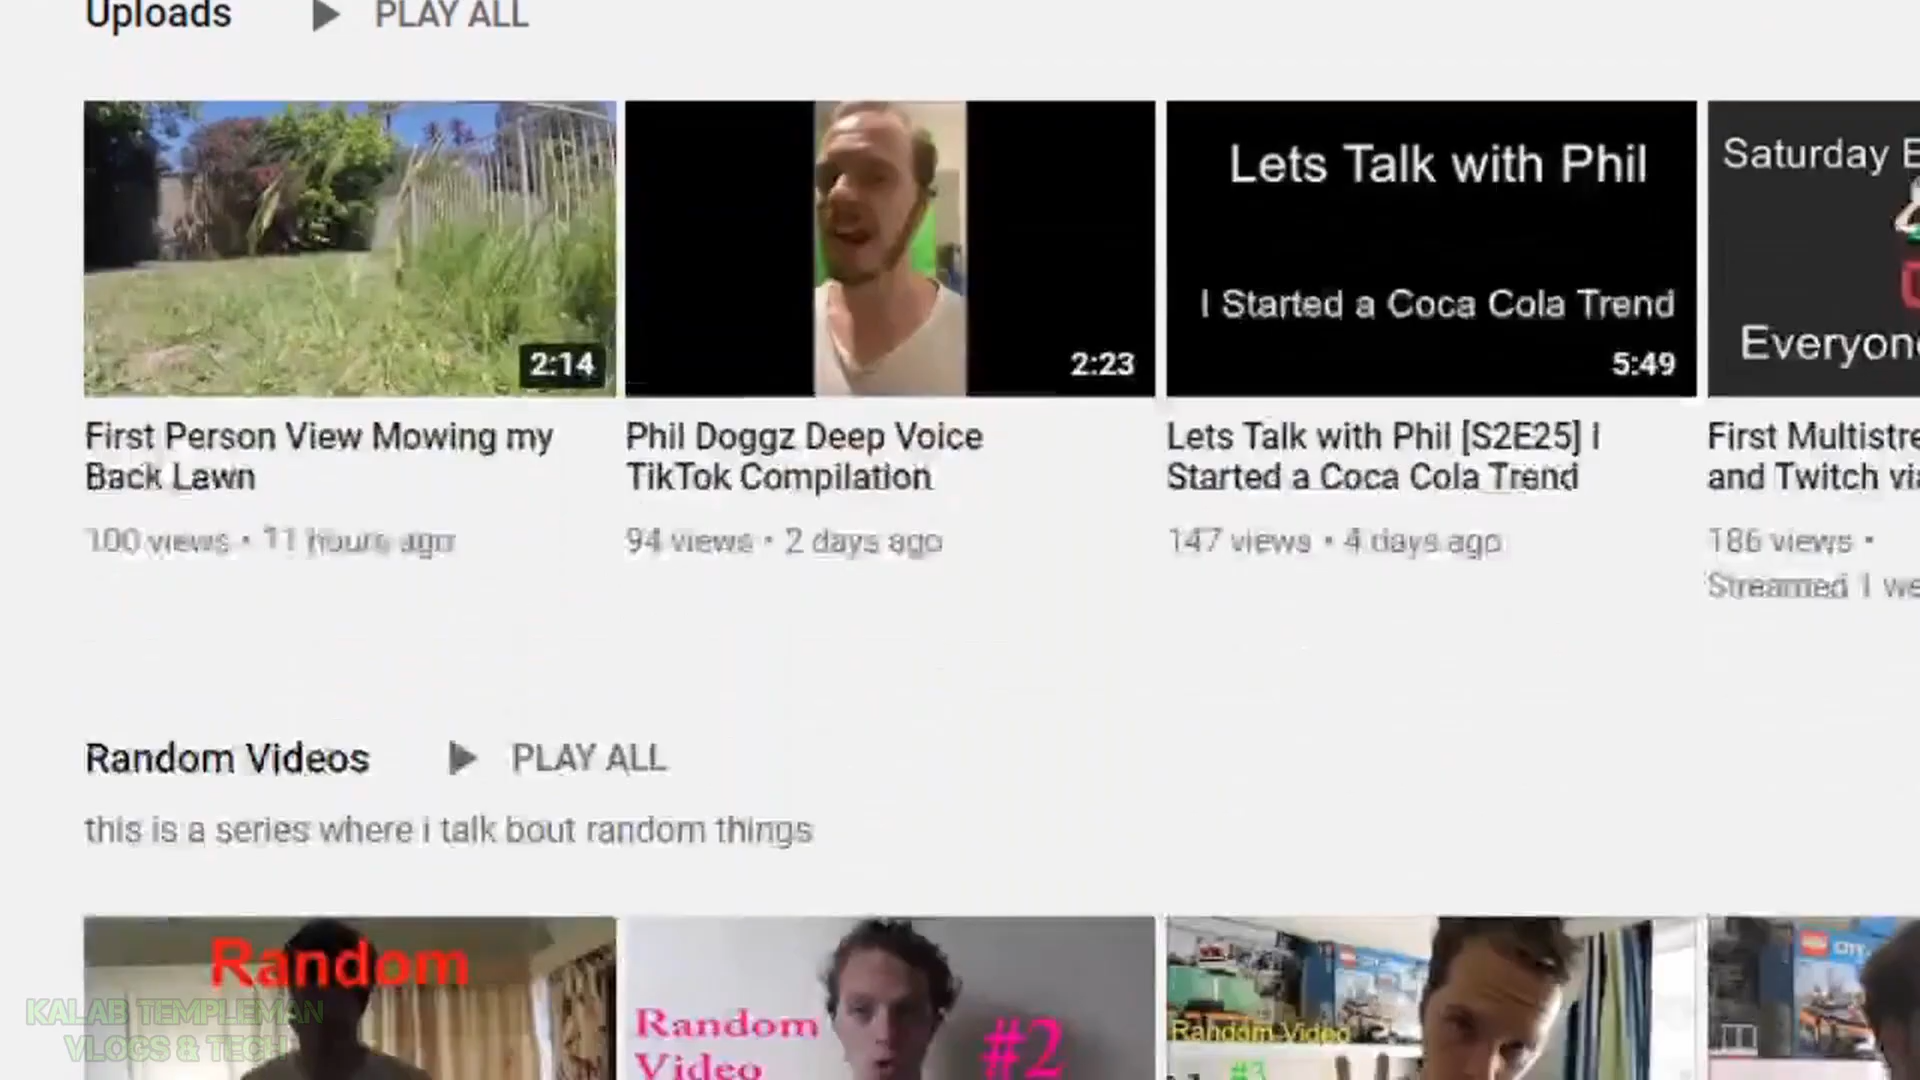 Uploads
PLAY ALL
Lets Talk with Phil
I Started a Coca Cola Trend
Saturday
Everyone
2:14
2:23
5:49
First Person View Mowing my
Back Lawn
100 views • 11 hours ago
Phil Doggz Deep Voice
TikTok Compilation
94 views • 2 days ago
Lets Talk with Phil [S2E25] I
Started a Coca Cola Trend
147 views • 4 days ago
First Multistre
and Twitch via
186 views •
Streamed 1 we
Random Videos
PLAY ALL
this is a series where i talk bout random things
Random
Random
Video
#2
Random Video
#3
LEGO CITY
KALAB TEMPLEMAN
VLOGS & TECH